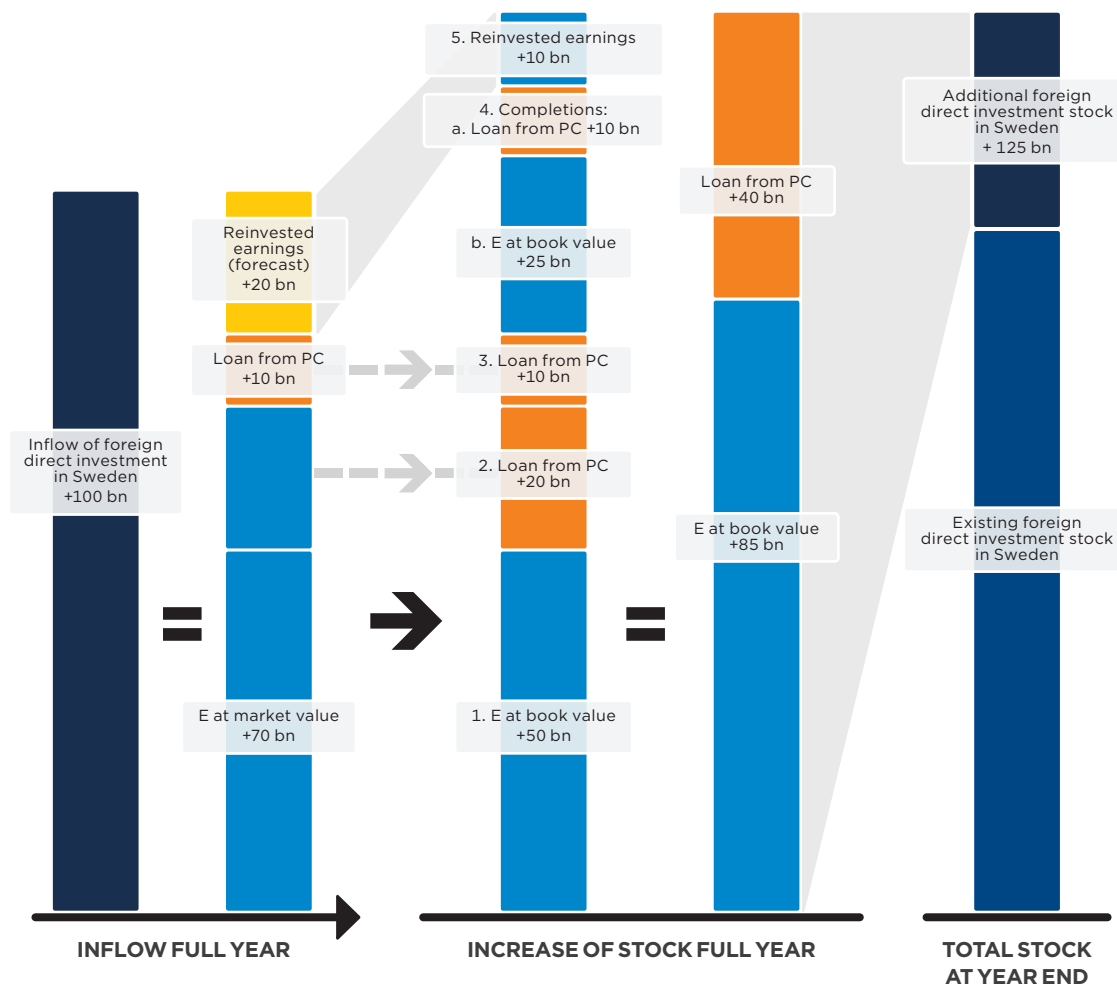 Inflow of foreign
direct investment
in Sweden
+100 bn
Reinvested
earnings
(forecast)
+20 bn
Loan from PC
+10 bn
E at market value
+70 bn
5. Reinvested earnings
+10 bn
4. Completions:
a. Loan from PC +10 bn
b. E at book value
+25 bn
3. Loan from PC
+10 bn
2. Loan from PC
+20 bn
1. E at book value
+50 bn
Loan from PC
+40 bn
E at book value
+85 bn
Additional foreign
direct investment stock
in Sweden
+ 125 bn
Existing foreign
direct investment stock
in Sweden
=
=
INFLOW FULL YEAR
INCREASE OF STOCK FULL YEAR
TOTAL STOCK
AT YEAR END